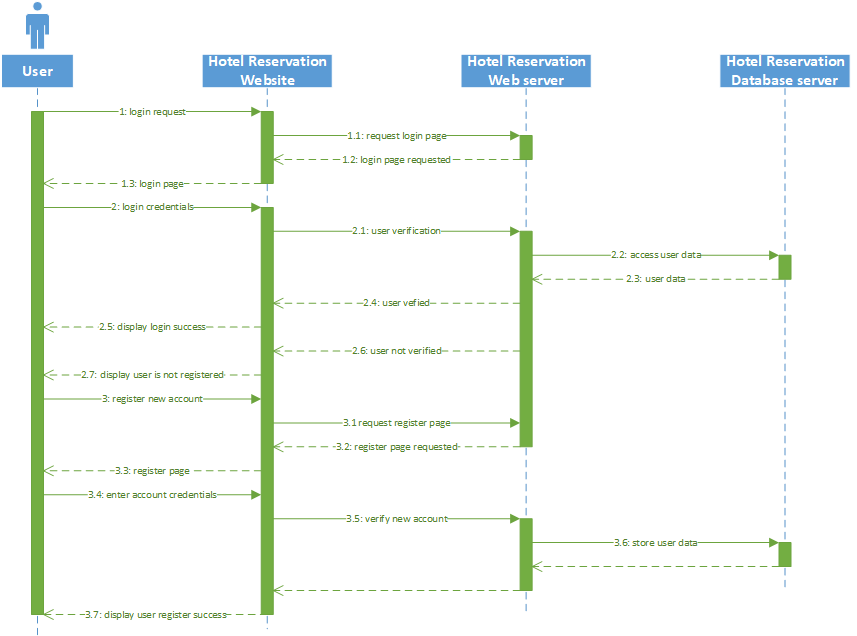 User
Hotel Reservation
Website
Hotel Reservation
Web server
Hotel Reservation
Database server
1: login request
1.1: request login page
1.2: login page requested
1.3: login page
2: login credentials
2.1: user verification
2.2: access user data
2.3: user data
2.4: user vefied
2.5: display login success
2.6: user not verified
2.7: display user is not registered
3: register new account
3.1 request register page
3.2: register page requested
3.3: register page
3.4: enter account credentials
3.5: verify new account
3.6: store user data
3.7: display user register success